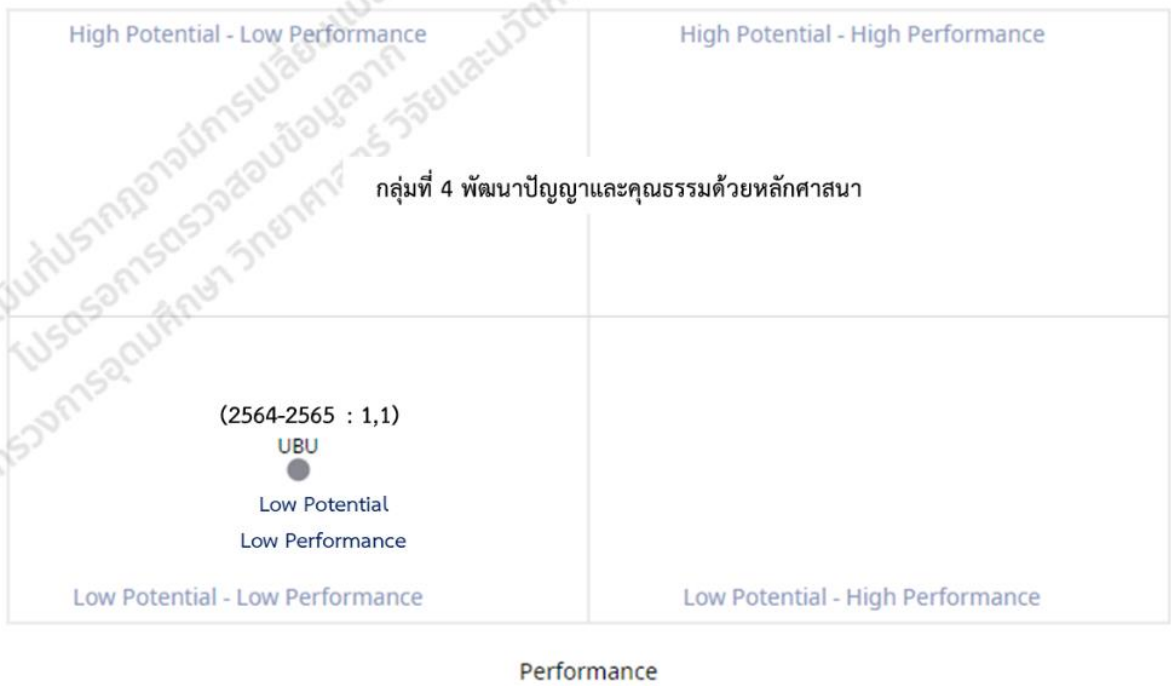 High Potential - Low Performance
High Potential - High Performance
กลุ่มที่ 4 พัฒนาปัญญาและคุณธรรมด้วยหลักศาสนา
(2564-2565 : 1,1)
UBU
Low Potential
Low Performance
Low Potential - Low Performance
Low Potential - High Performance
Performance